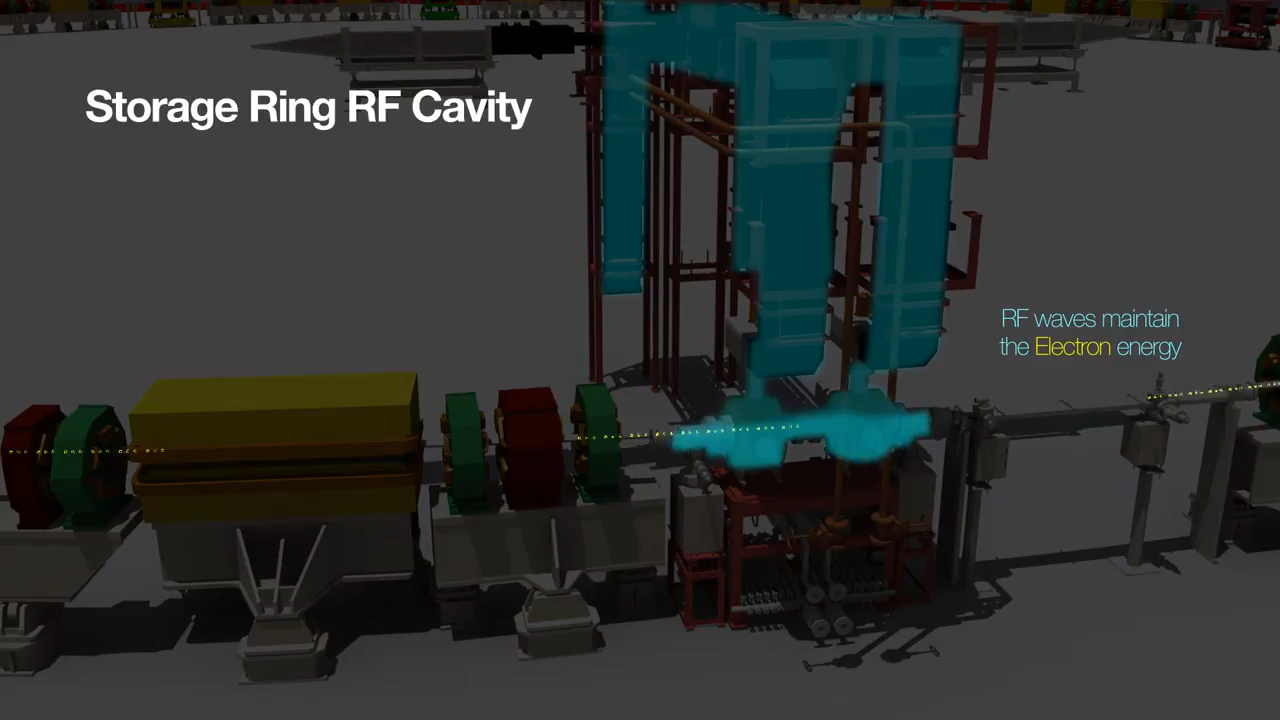 Storage Ring RF Cavity
RF waves maintain
the Electron energy